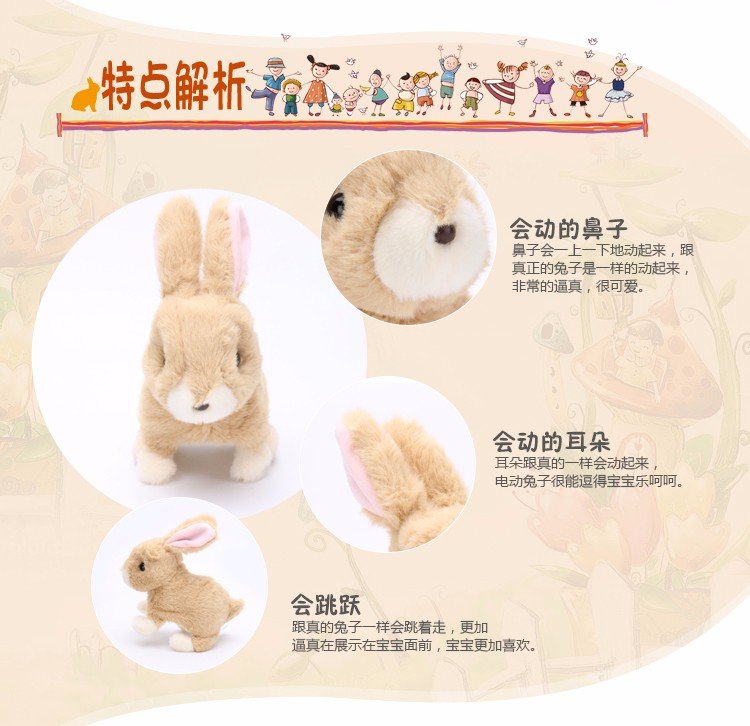 特点解析
会动的鼻子
鼻子会一上一下地动起来，跟
真正的兔子是一样的动起来，
非常的逼真，很可爱。
会动的耳朵
耳朵跟真的一样会动起来，
电动兔子很能逗得宝宝乐呵呵。
会跳跃
跟真的兔子一样会跳着走，更加
逼真在展示在宝宝面前，宝宝更加喜欢。